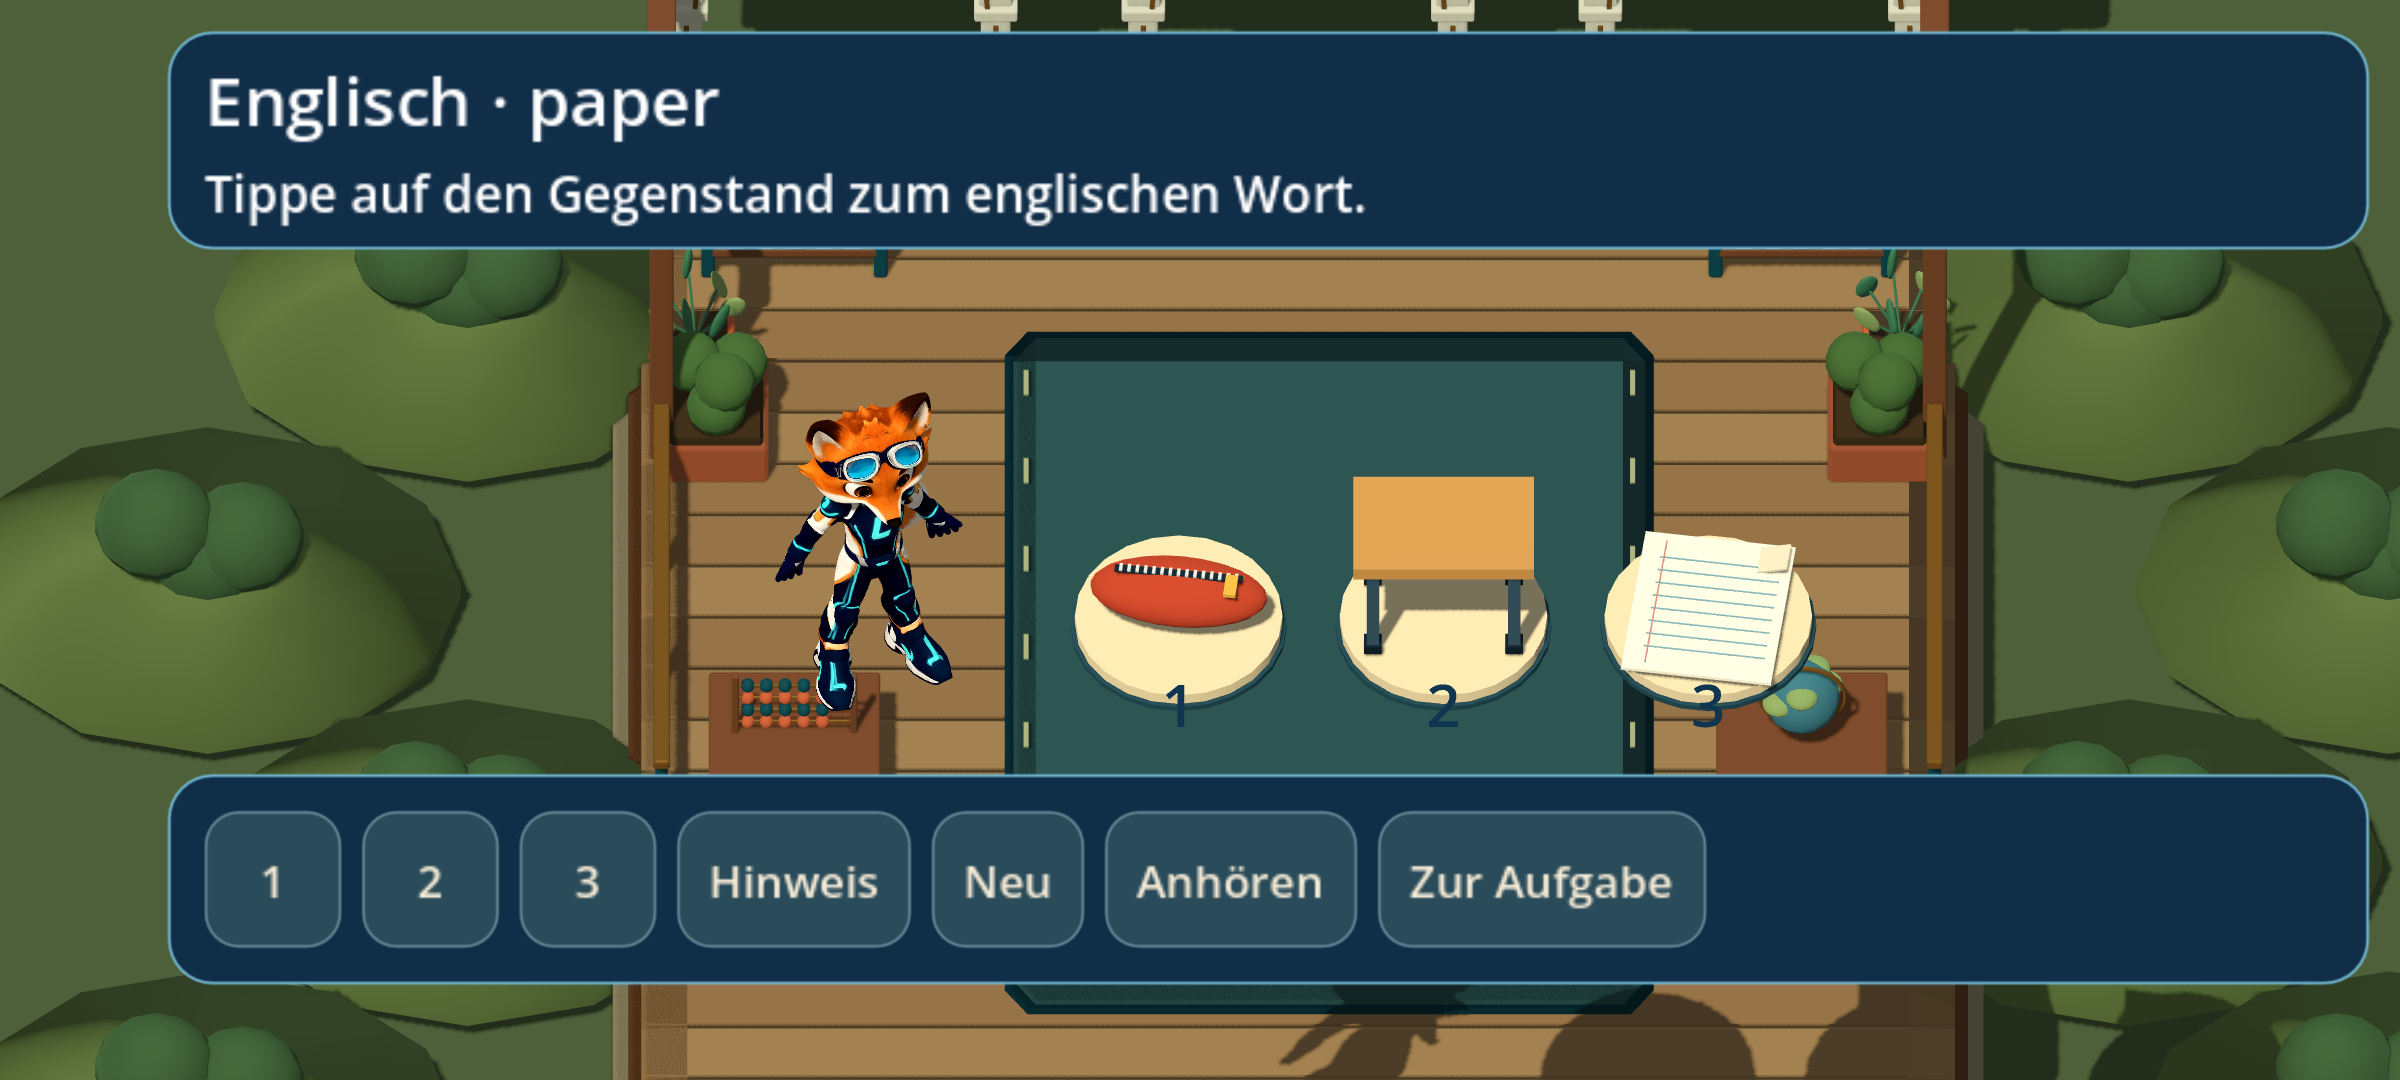 Englisch · paper
Tippe auf den Gegenstand zum englischen Wort.
1 2 3
1 2 3 Hinweis Neu Anhören Zur Aufgabe